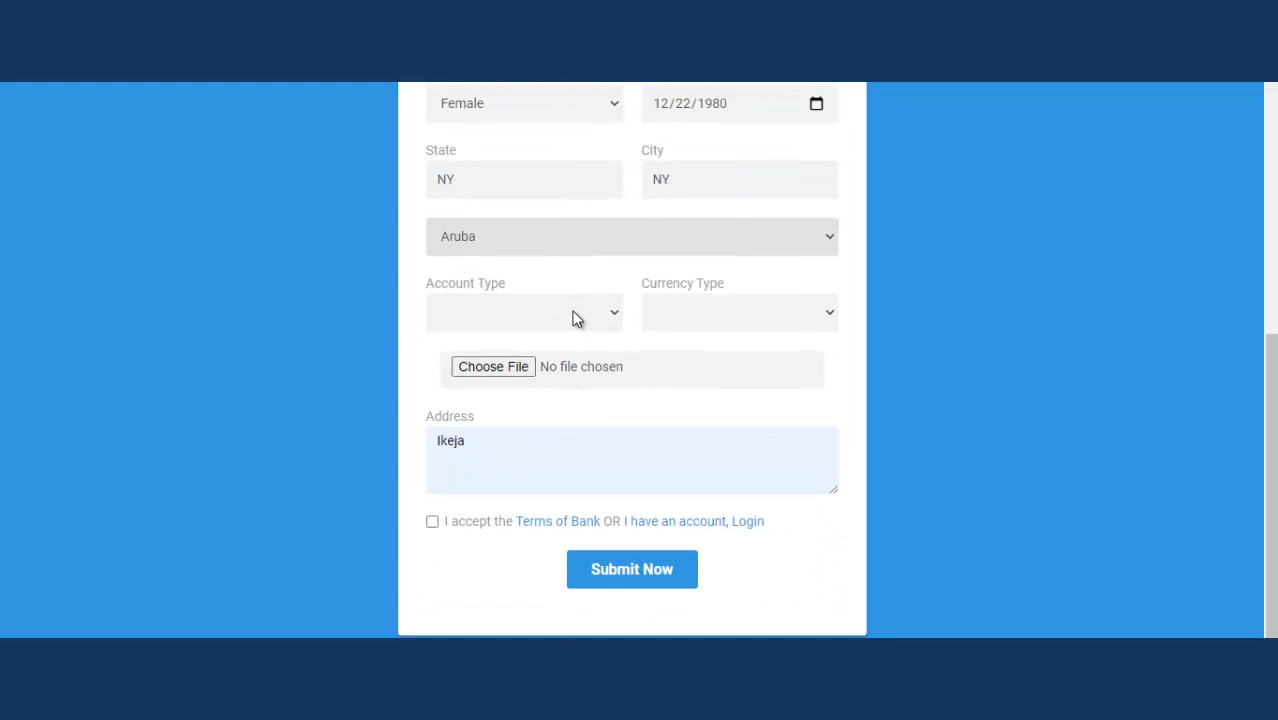 Female 12/22/1980
State City
NY NY
Aruba
Account Type Currency Type
Choose File No file chosen
Address
Ikeja
I accept the Terms of Bank OR I have an account, Login
Submit Now